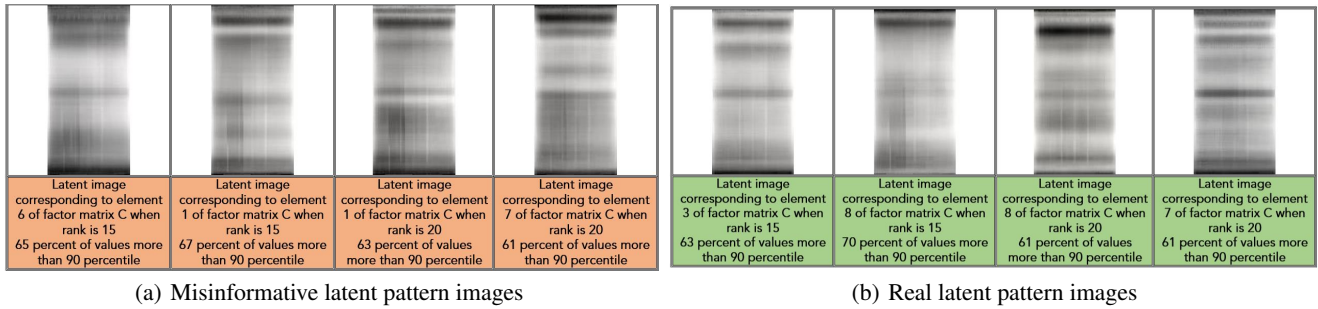 Latent image
corresponding to element
6 of factor matrix C when
rank is 15
65 percent of values more
than 90 percentile
Latent image
corresponding to element
1 of factor matrix C when
rank is 15
67 percent of values more
than 90 percentile
Latent image
corresponding to element
1 of factor matrix C when
rank is 20
63 percent of values
more than 90 percentile
Latent image
corresponding to element
7 of factor matrix C when
rank is 20
61 percent of values more
than 90 percentile
(a) Misinformative latent pattern images
Latent image
corresponding to element
3 of factor matrix C when
rank is 15
63 percent of values more
than 90 percentile
Latent image
corresponding to element
8 of factor matrix C when
rank is 15
70 percent of values more
than 90 percentile
Latent image
corresponding to element
8 of factor matrix C when
rank is 20
61 percent of values
more than 90 percentile
Latent image
corresponding to element
7 of factor matrix C when
rank is 20
61 percent of values more
than 90 percentile
(b) Real latent pattern images